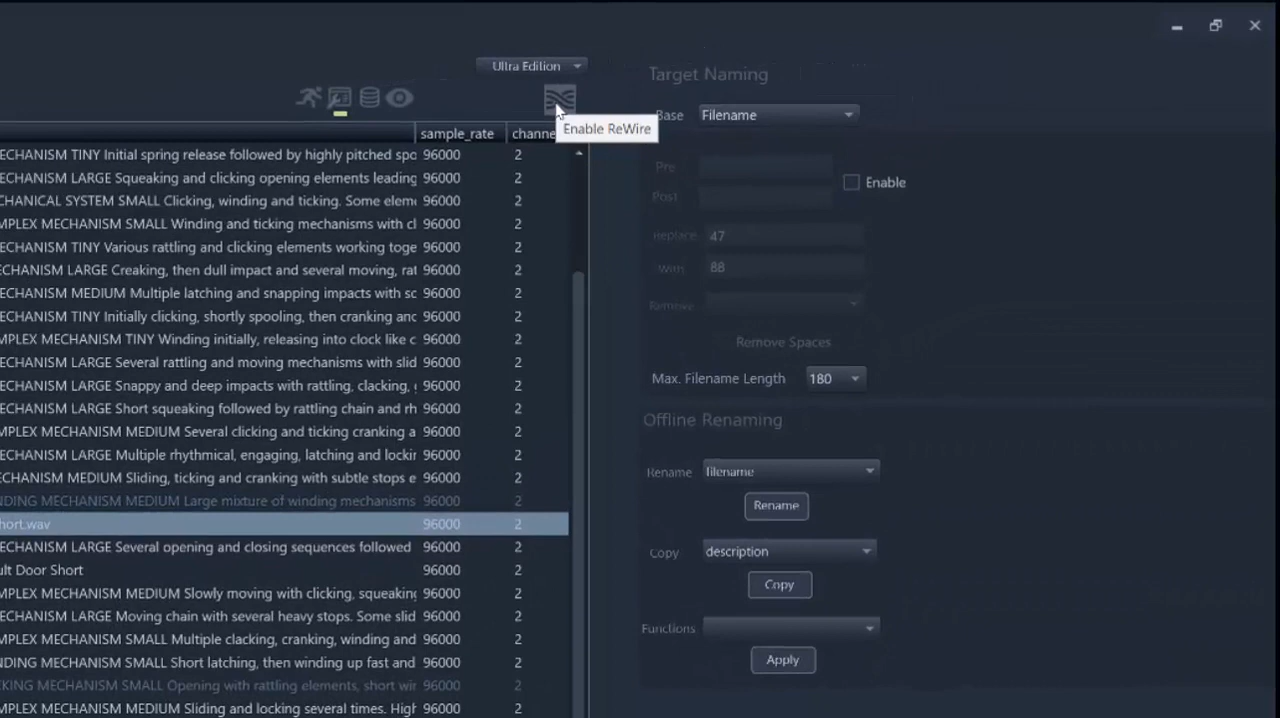 Ultra Edition
Enable ReWire
sample_rate channe
ECHANISM TINY Initial spring release followed by highly pitched spo 96000 2
ECHANISM LARGE Squeaking and clicking opening elements leading 96000 2
CHANICAL SYSTEM SMALL Clicking, winding and ticking. Some eleme 96000 2
MPLEX MECHANISM SMALL Winding and ticking mechanisms with cl 96000 2
ECHANISM TINY Various rattling and clicking elements working toge 96000 2
ECHANISM LARGE Creaking, then dull impact and several moving, rat 96000 2
ECHANISM MEDIUM Multiple latching and snapping impacts with sc 96000 2
ECHANISM TINY Initially clicking, shortly spooling, then cranking anc 96000 2
MPLEX MECHANISM TINY Winding initially, releasing into clock like c 96000 2
ECHANISM LARGE Several rattling and moving mechanisms with slid 96000 2
ECHANISM LARGE Snappy and deep impacts with rattling, clacking, 96000 2
ECHANISM LARGE Short squeaking followed by rattling chain and rh 96000 2
MPLEX MECHANISM MEDIUM Several clicking and ticking cranking a 96000 2
ECHANISM LARGE Multiple rhythmical, engaging, latching and lockir 96000 2
ECHANISM MEDIUM Sliding, ticking and cranking with subtle stops e 96000 2
NDING MECHANISM MEDIUM Large mixture of winding mechanisms 96000 2
hort.wav 96000 2
ECHANISM LARGE Several opening and closing sequences followed 96000 2
ult Door Short 96000 2
MPLEX MECHANISM MEDIUM Slowly moving with clicking, squeaking 96000 2
ECHANISM LARGE Moving chain with several heavy stops. Some slid 96000 2
MPLEX MECHANISM SMALL Multiple clacking, cranking, winding and 96000 2
NDING MECHANISM SMALL Short latching, then winding up fast and 96000 2
KING MECHANISM SMALL Opening with rattling elements, short wir 96000 2
ECHANISM MEDIUM Sliding and locking several times. High 96000 2
Target Naming
Base Filename
Pre
Enable
Post
Replace 47
With 88
Remove
Remove Spaces
Max. Filename Length 180
Offline Renaming
Rename filename
Rename
Copy description
Copy
Functions
Apply